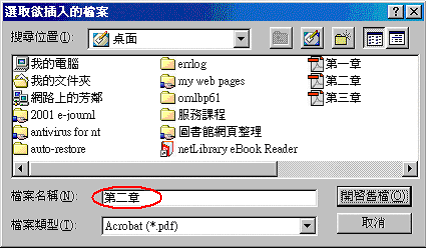 選取欲插入的檔案
搜尋位置(I):
桌面
我的電腦
我的文件夾
網路上的芳鄰
2001 e-journl
antivirus for nt
auto-restore
errlog
my web pages
omlbp61
服務課程
圖書館網頁整理
netLibrary eBook Reader
第一章
第二章
第三章
檔案名稱(N):
第二章
開啟舊檔(O)
檔案類型(T):
Acrobat (*.pdf)
取消